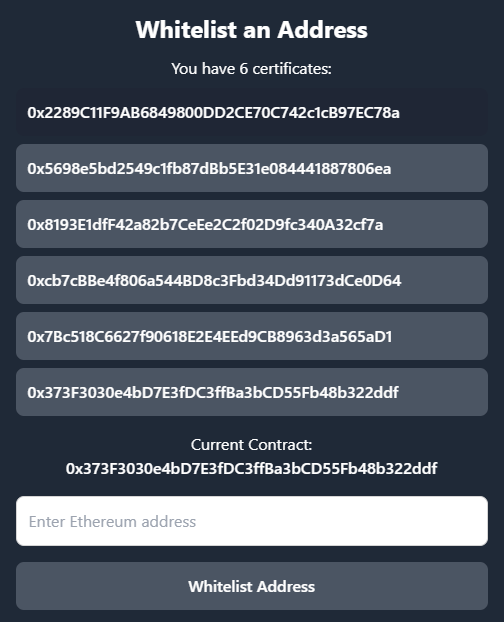 Whitelist an Address
You have 6 certificates:
0x2289C11F9AB6849800DD2CE70C742c1cB97EC78a
0x5698e5bd2549c1fb87dBb5E31e084441887806ea
0x8193E1dfF42a82b7CeEe2C2f02D9fc340A32cf7a
0xcb7cBBe4f806a544BD8c3Fbd34Dd91173dCe0D64
0x7Bc518C6627f90618E2E4EEd9CB8963d3a565aD1
0x373F3030e4bD7E3fDC3ffBa3bCD55Fb48b322ddf
Current Contract:
0x373F3030e4bD7E3fDC3ffBa3bCD55Fb48b322ddf
Enter Ethereum address
Whitelist Address